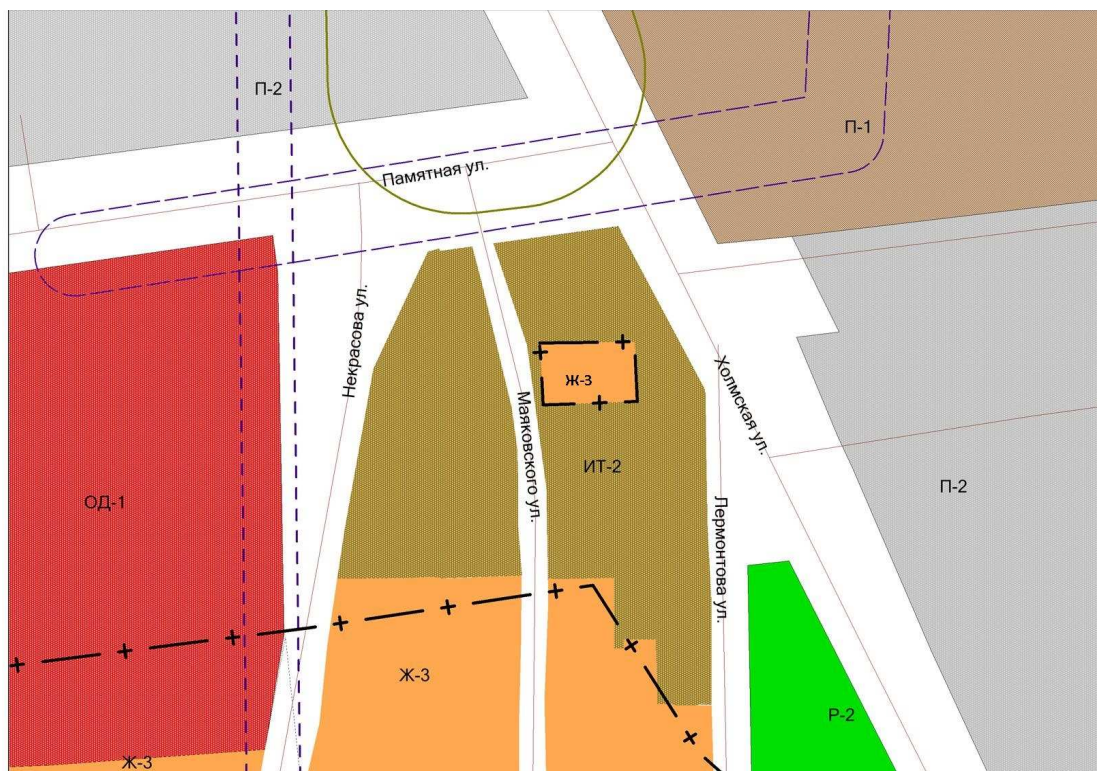 П-2
П-1
Памятная ул.
Некрасова ул.
Ж-3
Холмская ул.
Маяковского ул.
ИТ-2
ОД-1
П-2
Лермонтова ул.
Ж-3
Р-2
Ж-3